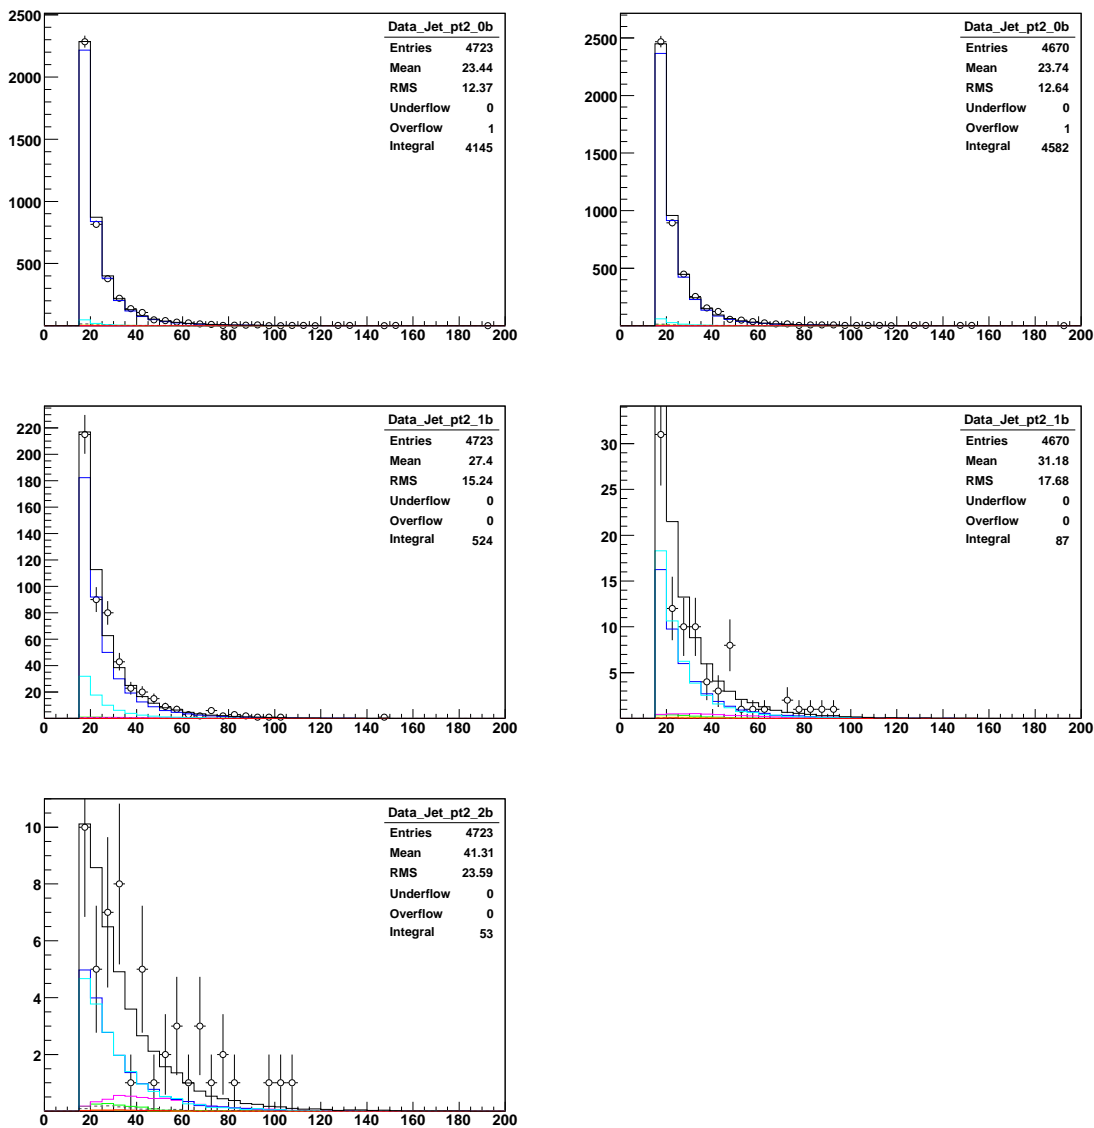 2500
2000
1500
1000
500
0 20 40 60 80 100 120 140 160 180 200
Data_Jet_pt2_0b
Entries 4723
Mean 23.44
RMS 12.37
Underflow 0
Overflow 1
Integral 4145
2500
2000
1500
1000
500
0 20 40 60 80 100 120 140 160 180 200
Data_Jet_pt2_0b
Entries 4670
Mean 23.74
RMS 12.64
Underflow 0
Overflow 1
Integral 4582
220
200
180
160
140
120
100
80
60
40
20
0 20 40 60 80 100 120 140 160 180 200
Data_Jet_pt2_1b
Entries 4723
Mean 27.4
RMS 15.24
Underflow 0
Overflow 0
Integral 524
30
25
20
15
10
5
0 20 40 60 80 100 120 140 160 180 200
Data_Jet_pt2_1b
Entries 4670
Mean 31.18
RMS 17.68
Underflow 0
Overflow 0
Integral 87
10
8
6
4
2
0 20 40 60 80 100 120 140 160 180 200
Data_Jet_pt2_2b
Entries 4723
Mean 41.31
RMS 23.59
Underflow 0
Overflow 0
Integral 53